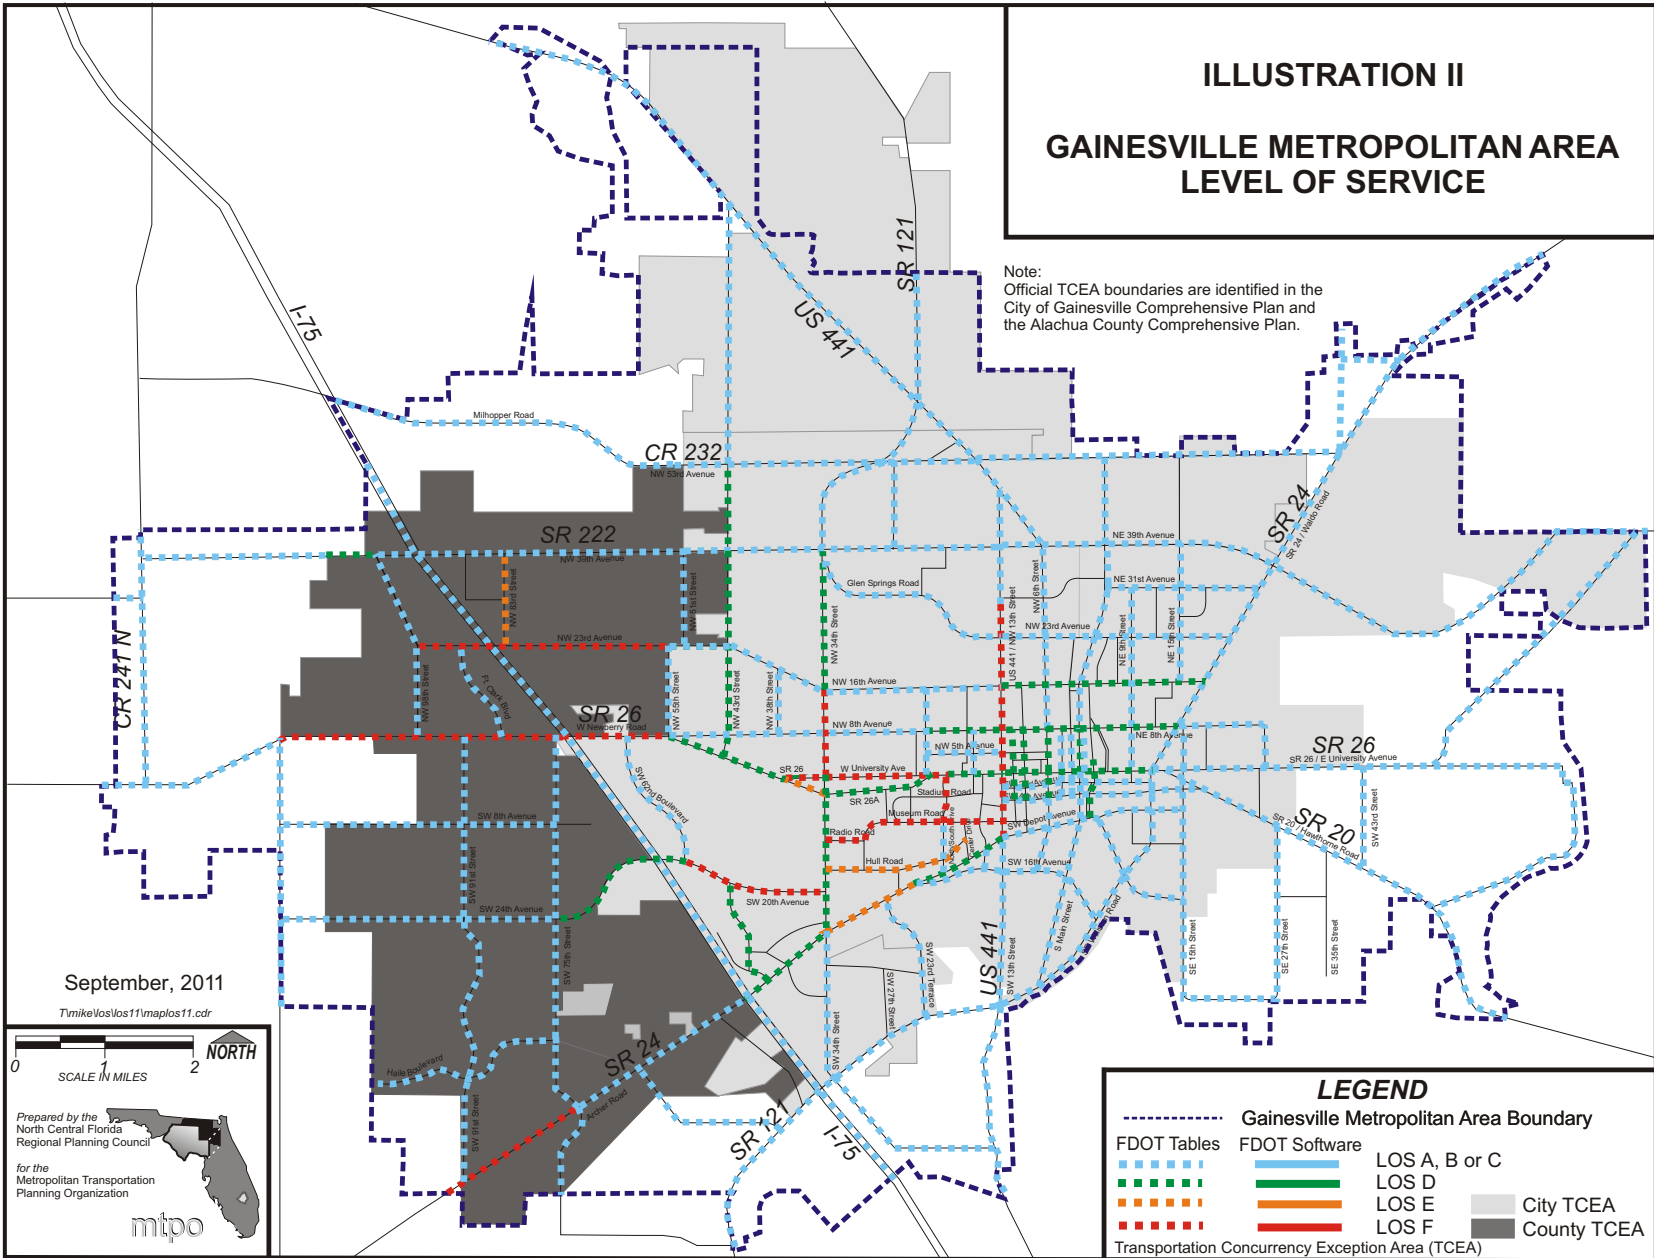 ILLUSTRATION II
GAINESVILLE METROPOLITAN AREA
LEVEL OF SERVICE
Note:
Official TCEA boundaries are identified in the
City of Gainesville Comprehensive Plan and
the Alachua County Comprehensive Plan.
SR 121
I-75
US 441
Milhopper Road
CR 232
NW 53rd Avenue
SR 24
SR 24 / Waldo Road
SR 222
NW 39th Avenue
NE 39th Avenue
NW 83rd Street
NW 51st Street
Glen Springs Road
NW 6th Street
NE 31st Avenue
US 441 / NW 13th Street
NW 34th Street
NW 23rd Avenue
NW 23rd Avenue
NE 9th Street
NE 15th Street
CR 241 N
NW 98th Street
Ft. Clark Blvd
NW 55th Street
NW 43rd Street
NW 38th Street
NW 16th Avenue
SR 26
W Newberry Road
NW 8th Avenue
NE 8th Avenue
NW 5th Avenue
SR 26
SR 26 / E University Avenue
SR 26
W University Ave
SW 62nd Boulevard
SR 26A
Stadium Road
Museum Road
SW Depot Avenue
SW 8th Avenue
Radio Road
SR 20
SR 20 / Hawthorne Road
SW 43rd Street
Hull Road
SW 16th Avenue
SW 91st Street
SW 20th Avenue
SW 24th Avenue
SW 75th Street
SW 23rd Terrace
SW 27th Street
US 441
SW 13th Street
S Main Street
SE 15th Street
SE 27th Street
SE 35th Street
September, 2011
T\mike\los\los11\maplos11.cdr
0 1 2
SCALE IN MILES
NORTH
Haile Boulevard
SR 24
Archer Road
SW 34th Street
SW 91st Street
SR 121
I-75
Prepared by the
North Central Florida
Regional Planning Council
for the
Metropolitan Transportation
Planning Organization
mtpo
LEGEND
Gainesville Metropolitan Area Boundary
FDOT Tables FDOT Software
LOS A, B or C
LOS D
LOS E
LOS F
City TCEA
County TCEA
Transportation Concurrency Exception Area (TCEA)